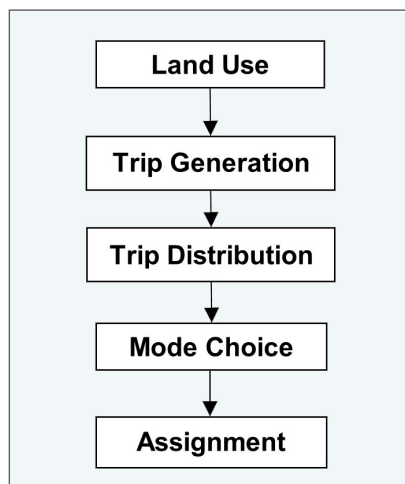 Land Use
Trip Generation
Trip Distribution
Mode Choice
Assignment